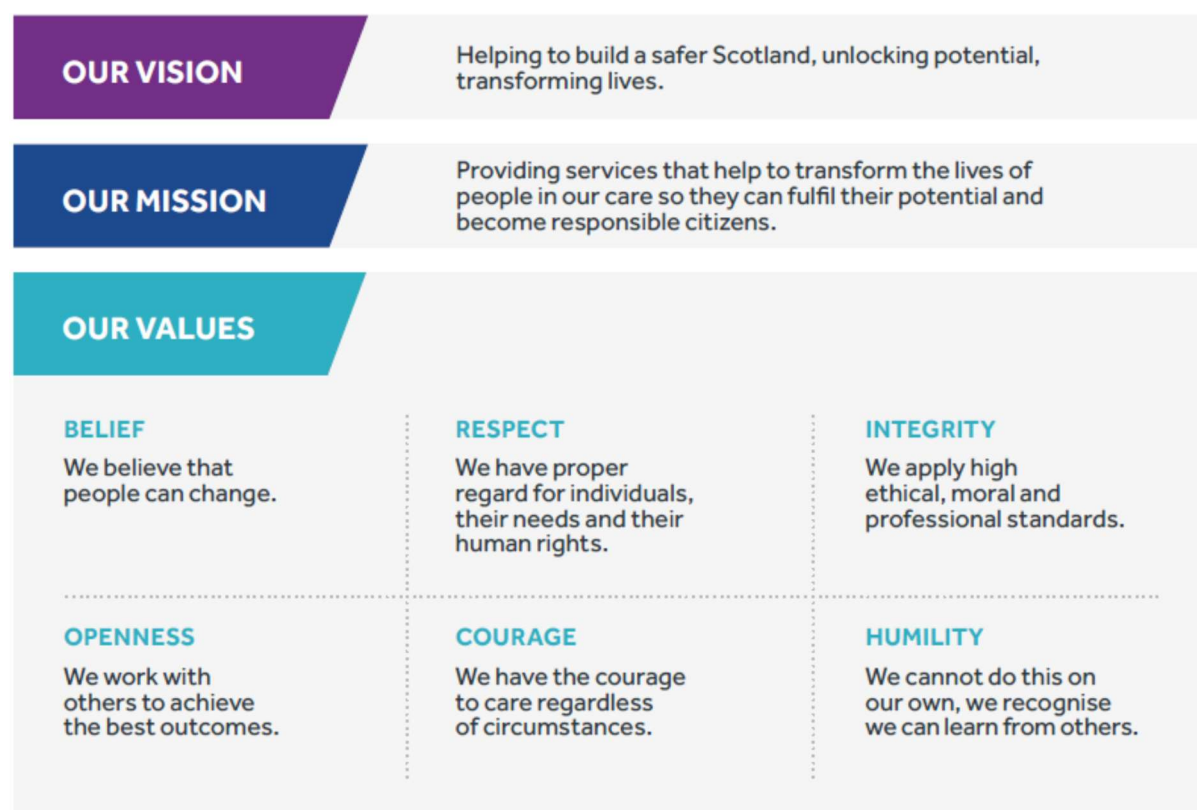 OUR VISION
Helping to build a safer Scotland, unlocking potential,
transforming lives.
OUR MISSION
Providing services that help to transform the lives of
people in our care so they can fulfil their potential and
become responsible citizens.
OUR VALUES
BELIEF
We believe that
people can change.
RESPECT
We have proper
regard for individuals,
their needs and their
human rights.
INTEGRITY
We apply high
ethical, moral and
professional standards.
OPENNESS
We work with
others to achieve
the best outcomes.
COURAGE
We have the courage
to care regardless
of circumstances.
HUMILITY
We cannot do this on
our own, we recognise
we can learn from others.